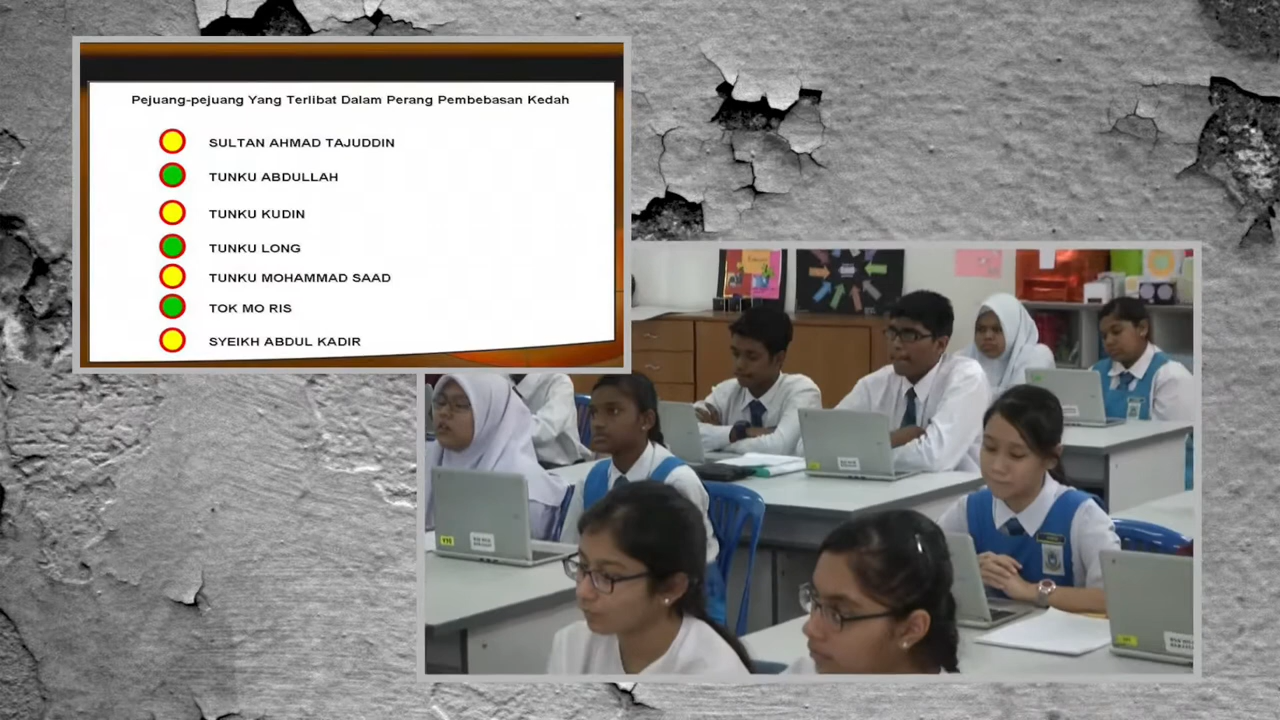 Pejuang-pejuang Yang Terlibat Dalam Perang Pembebasan Kedah
SULTAN AHMAD TAJUDDIN
TUNKU ABDULLAH
TUNKU KUDIN
TUNKU LONG
TUNKU MOHAMMAD SAAD
TOK MO RIS
SYEIKH ABDUL KADIR